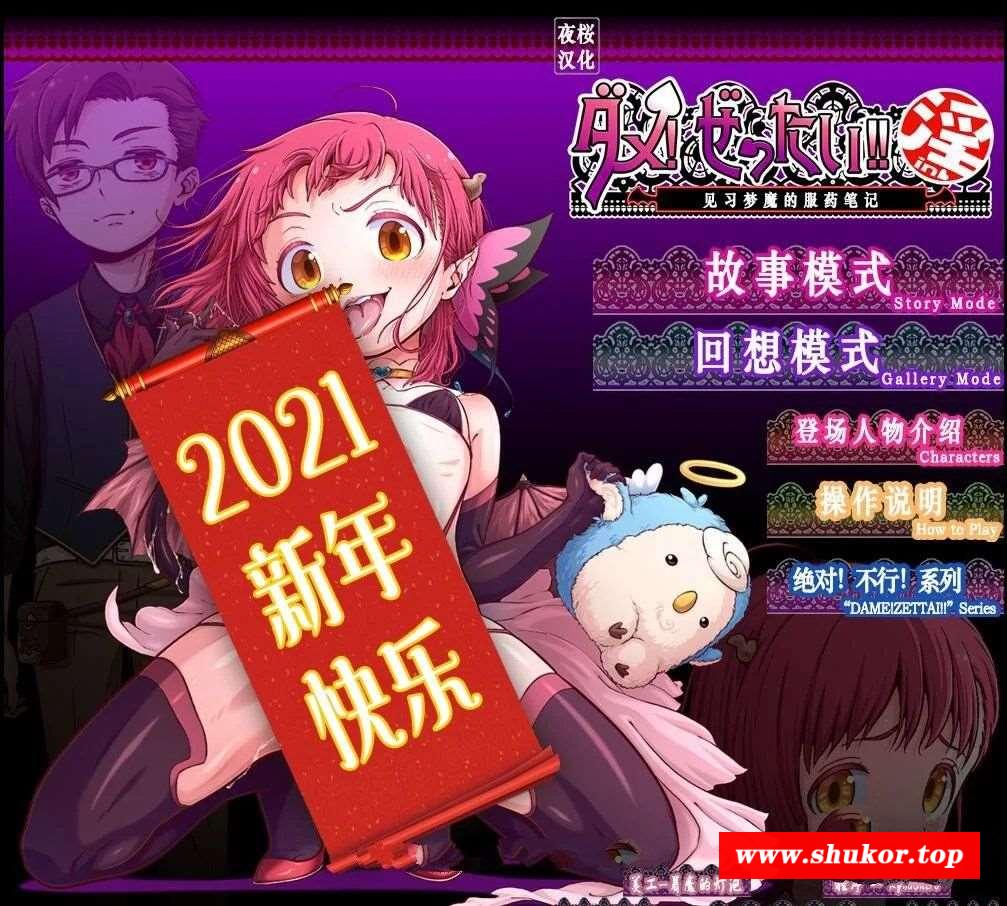 夜桜
汉化
ダメ!ぜったい!!淫
见习梦魔的服药笔记
故事模式
Story Mode
回想模式
Gallery Mode
登场人物介绍
Characters
操作说明
How to Play
绝对！不行！系列
“DAME!ZETTAI!!” Series
2021
新年
快乐
www.shukor.top